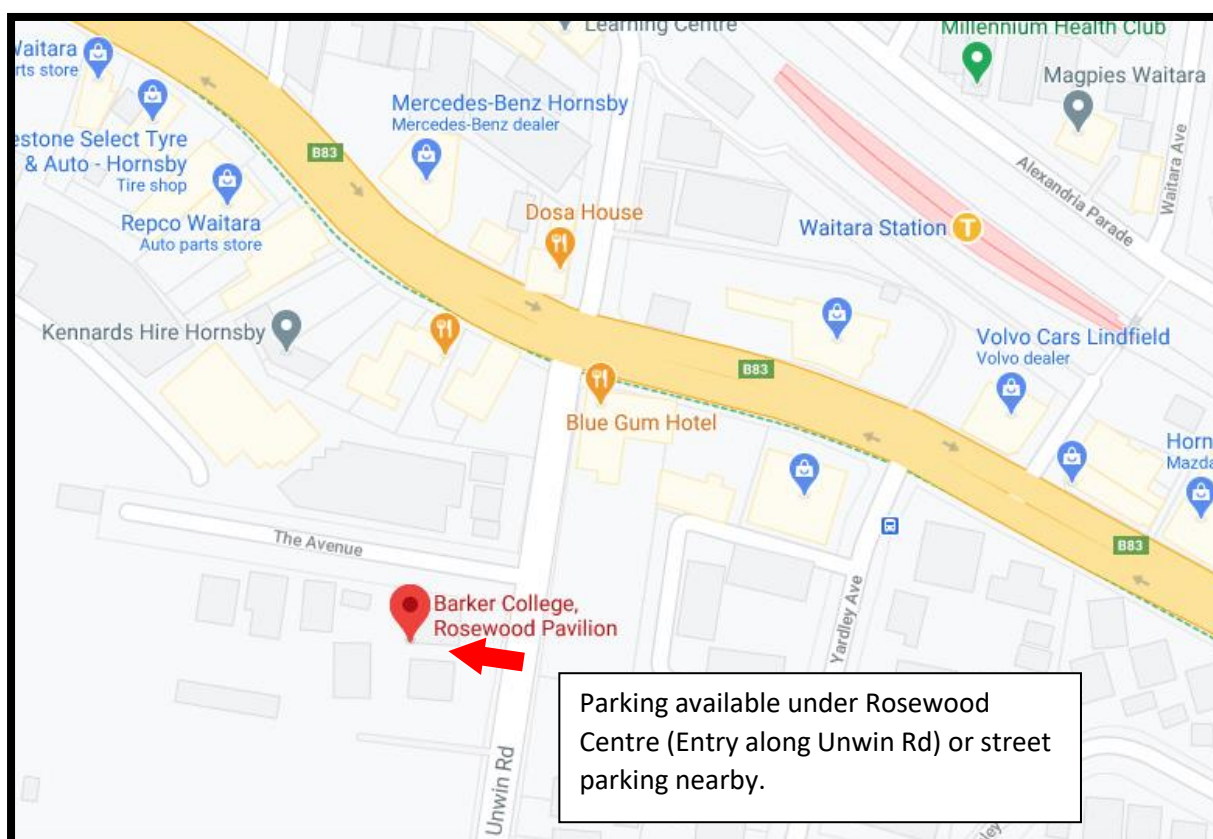 Learning Centre
Millennium Health Club
Waitara
rts store
Magpies Waitara
Mercedes-Benz Hornsby
Mercedes-Benz dealer
estone Select Tyre
& Auto - Hornsby
Tire shop
B83
Alexandria Parade
Waitara Ave
Repco Waitara
Auto parts store
Dosa House
Waitara Station
T
Kennards Hire Hornsby
Volvo Cars Lindfield
Volvo dealer
B83
Blue Gum Hotel
Horn
Mazda
The Avenue
B83
Barker College,
Rosewood Pavilion
Yardley Ave
Unwin Rd
Parking available under Rosewood
Centre (Entry along Unwin Rd) or street
parking nearby.